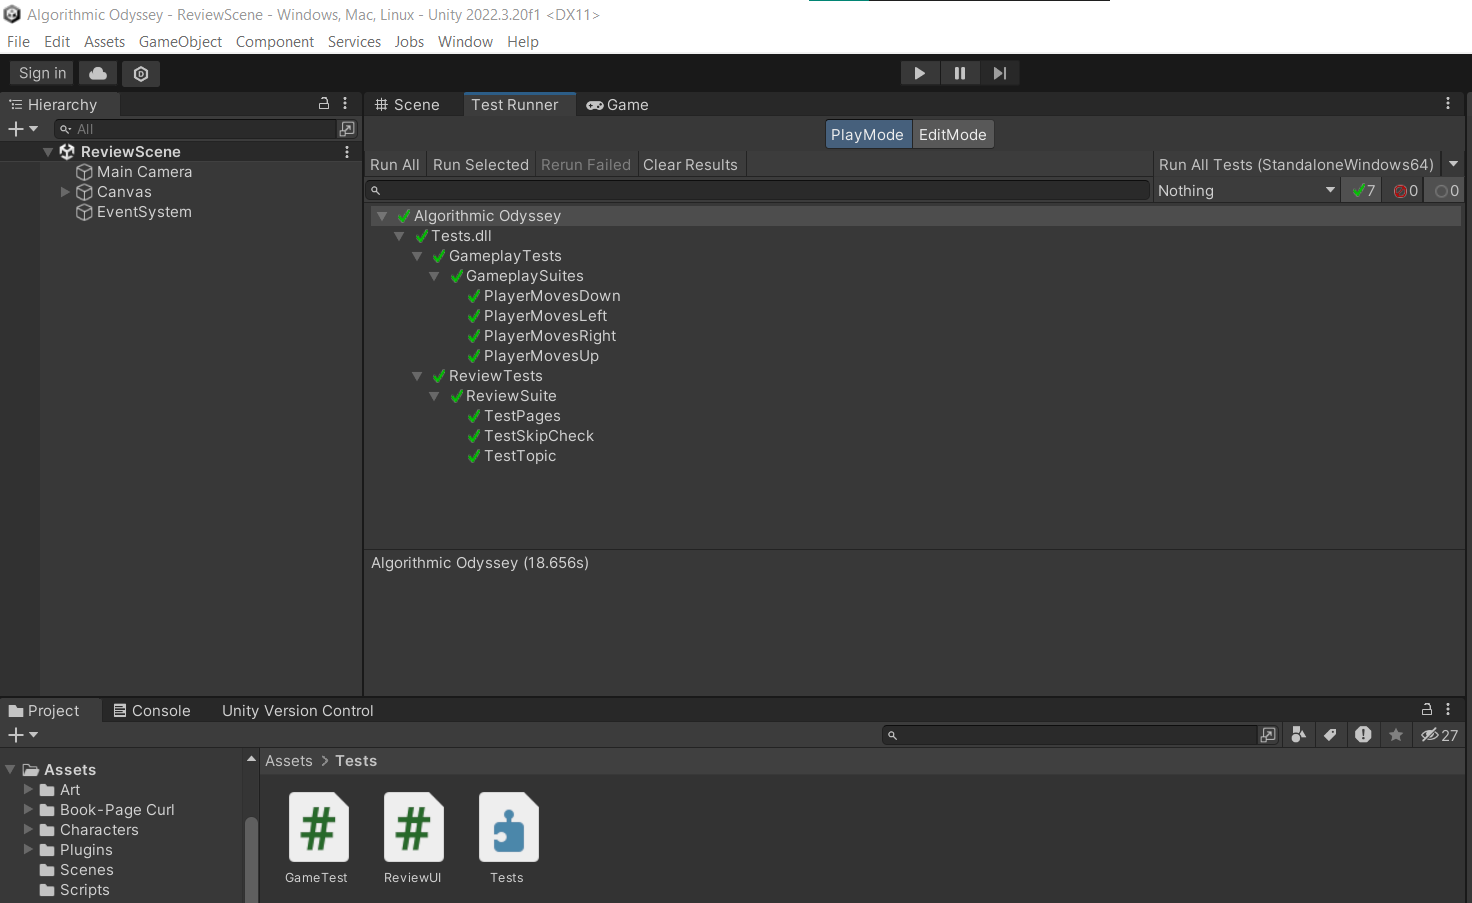 Algorithmic Odyssey - ReviewScene - Windows, Mac, Linux - Unity 2022.3.20f1 <DX11>
File Edit Assets GameObject Component Services Jobs Window Help
Sign in
Hierarchy
All
ReviewScene
Main Camera
Canvas
EventSystem
Scene Test Runner Game
PlayMode EditMode
Run All Run Selected Rerun Failed Clear Results Run All Tests (StandaloneWindows64)
Nothing 7 0 0
Algorithmic Odyssey
Tests.dll
GameplayTests
GameplaySuites
PlayerMovesDown
PlayerMovesLeft
PlayerMovesRight
PlayerMovesUp
ReviewTests
ReviewSuite
TestPages
TestSkipCheck
TestTopic
Algorithmic Odyssey (18.656s)
Project Console Unity Version Control
27
Assets
Art
Book-Page Curl
Characters
Plugins
Scenes
Scripts
Assets > Tests
GameTest ReviewUI Tests